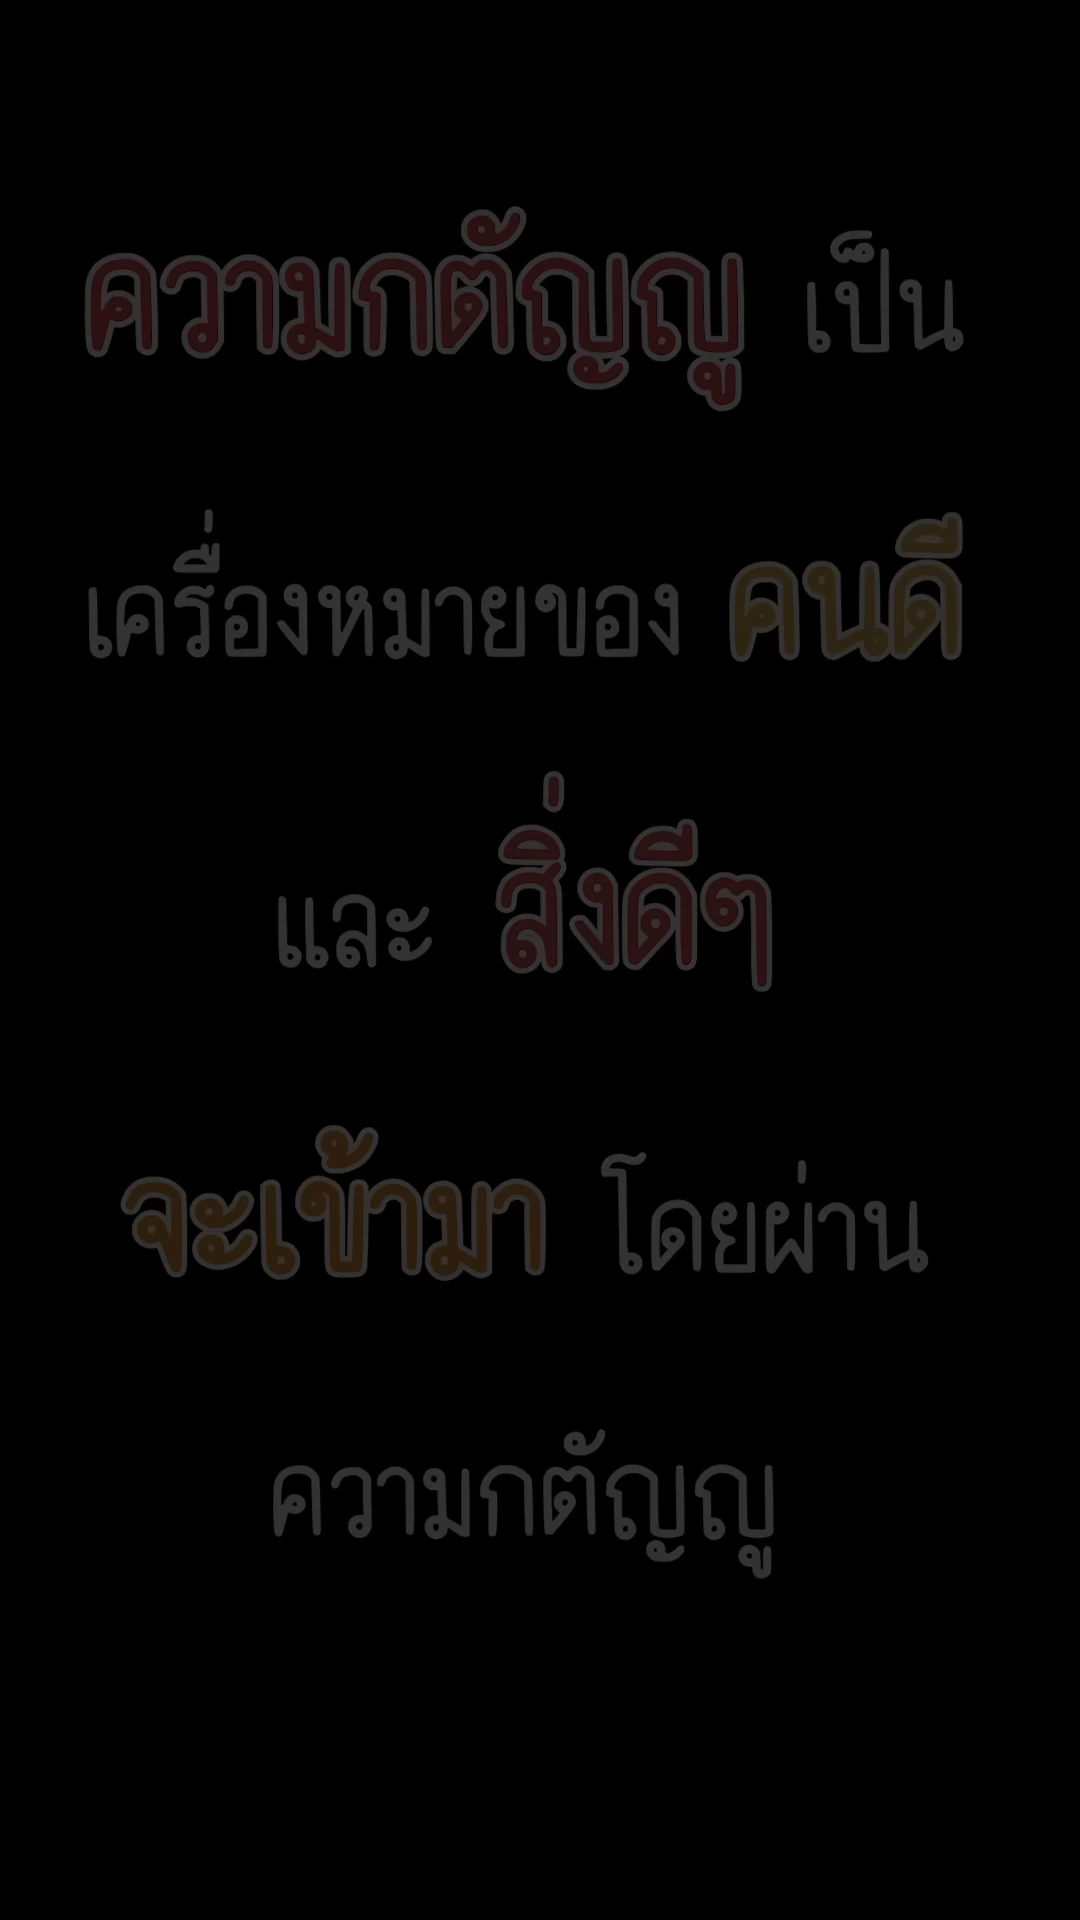 ความกตัญญู เป็น
เครื่องหมายของ คนดี
และ สิ่งดีๆ
จะเข้ามา โดยผ่าน
ความกตัญญู